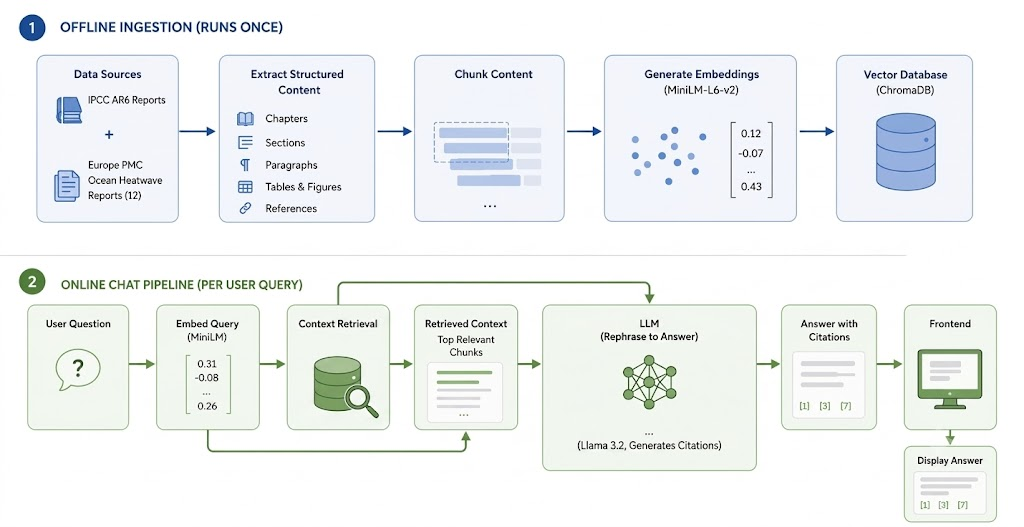 1 OFFLINE INGESTION (RUNS ONCE)
Data Sources
IPCC AR6 Reports
+
Europe PMC
Ocean Heatwave
Reports (12)
Extract Structured
Content
Chapters
Sections
¶ Paragraphs
Tables & Figures
References
Chunk Content
...
Generate Embeddings
(MiniLM-L6-v2)
0.12
-0.07
...
0.43
Vector Database
(ChromaDB)
2 ONLINE CHAT PIPELINE (PER USER QUERY)
User Question
?
Embed Query
(MiniLM)
0.31
-0.08
...
0.26
Context Retrieval
Retrieved Context
Top Relevant
Chunks
...
LLM
(Rephrase to Answer)
...
(Llama 3.2, Generates Citations)
Answer with
Citations
[1] [3] [7]
Frontend
Display Answer
[1] [3] [7]